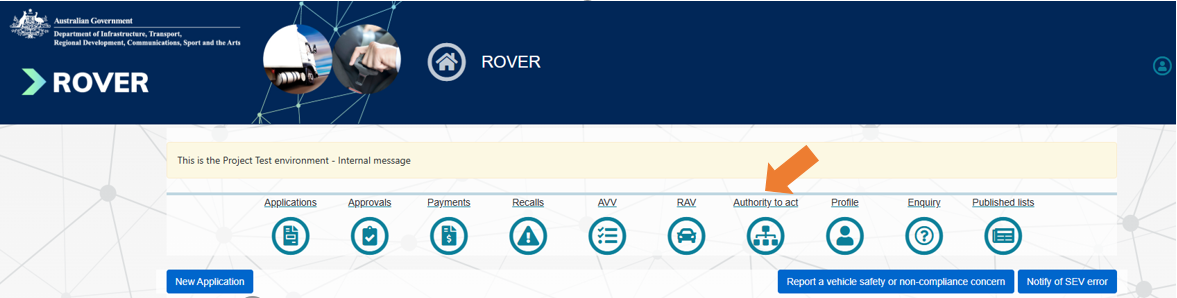 Australian Government
Department of Infrastructure, Transport,
Regional Development, Communications, Sport and the Arts
ROVER
ROVER
This is the Project Test environment - Internal message
Applications Approvals Payments Recalls AVV RAV Authority to act Profile Enquiry Published lists
New Application Report a vehicle safety or non-compliance concern Notify of SEV error